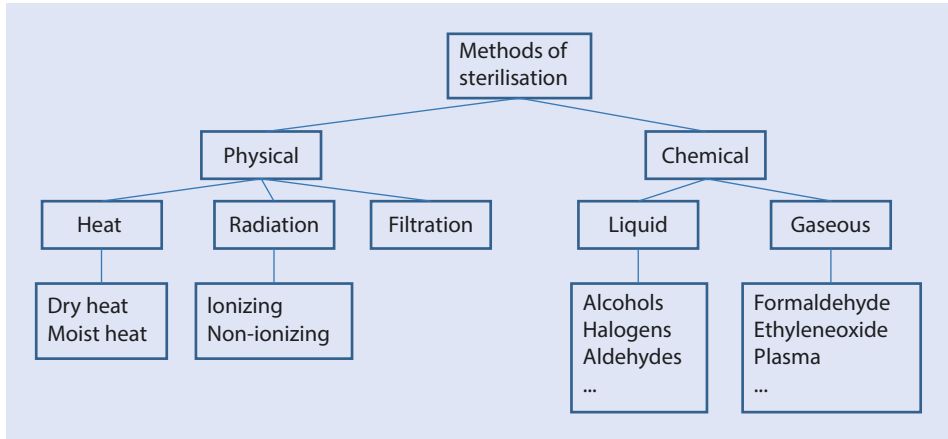 Methods of
sterilisation
Physical
Chemical
Heat
Radiation
Filtration
Liquid
Gaseous
Dry heat
Moist heat
Ionizing
Non-ionizing
Alcohols
Halogens
Aldehydes
...
Formaldehyde
Ethyleneoxide
Plasma
...